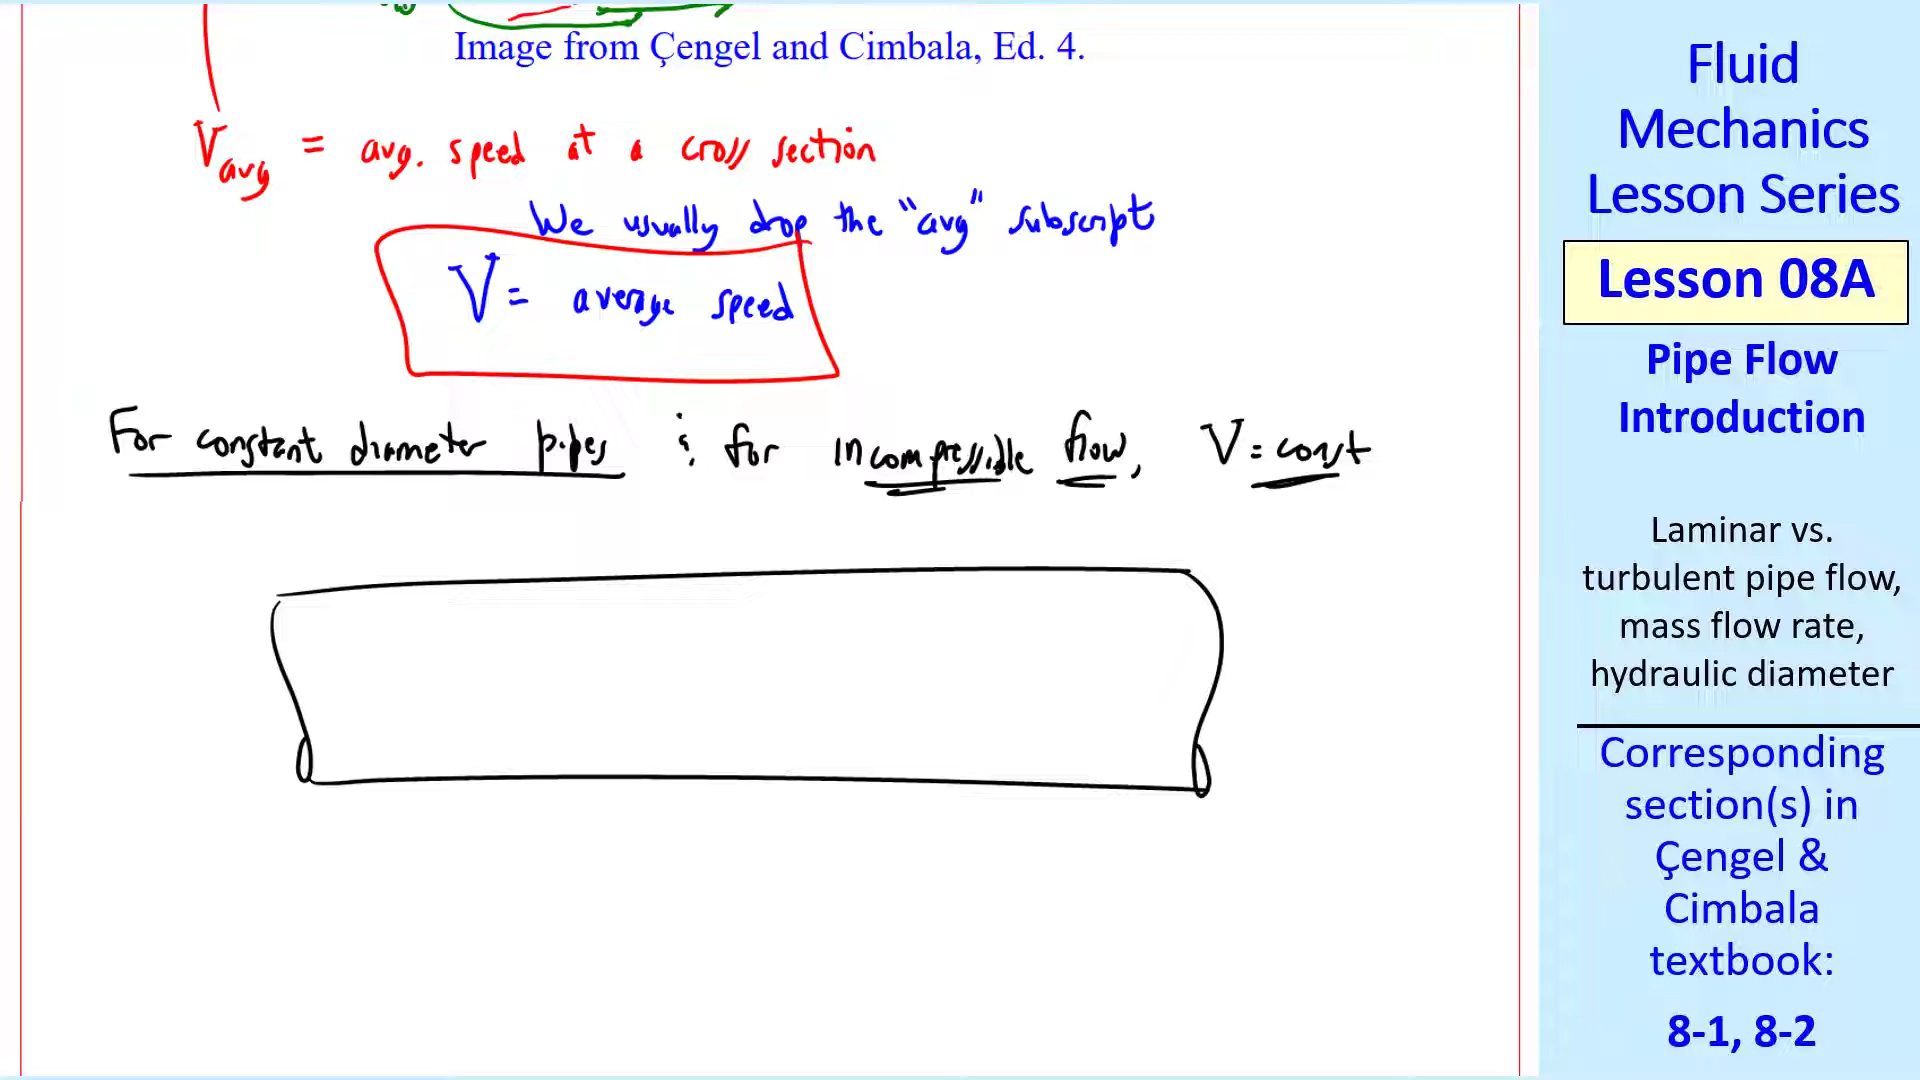 Image from Çengel and Cimbala, Ed. 4.
Vavg = avg. speed at a cross section
We usually drop the "avg" subscript
V = average speed
For constant diameter pipes & for incompressible flow, V = const
Fluid
Mechanics
Lesson Series
Lesson 08A
Pipe Flow
Introduction
Laminar vs.
turbulent pipe flow,
mass flow rate,
hydraulic diameter
Corresponding
section(s) in
Çengel &
Cimbala
textbook:
8-1, 8-2